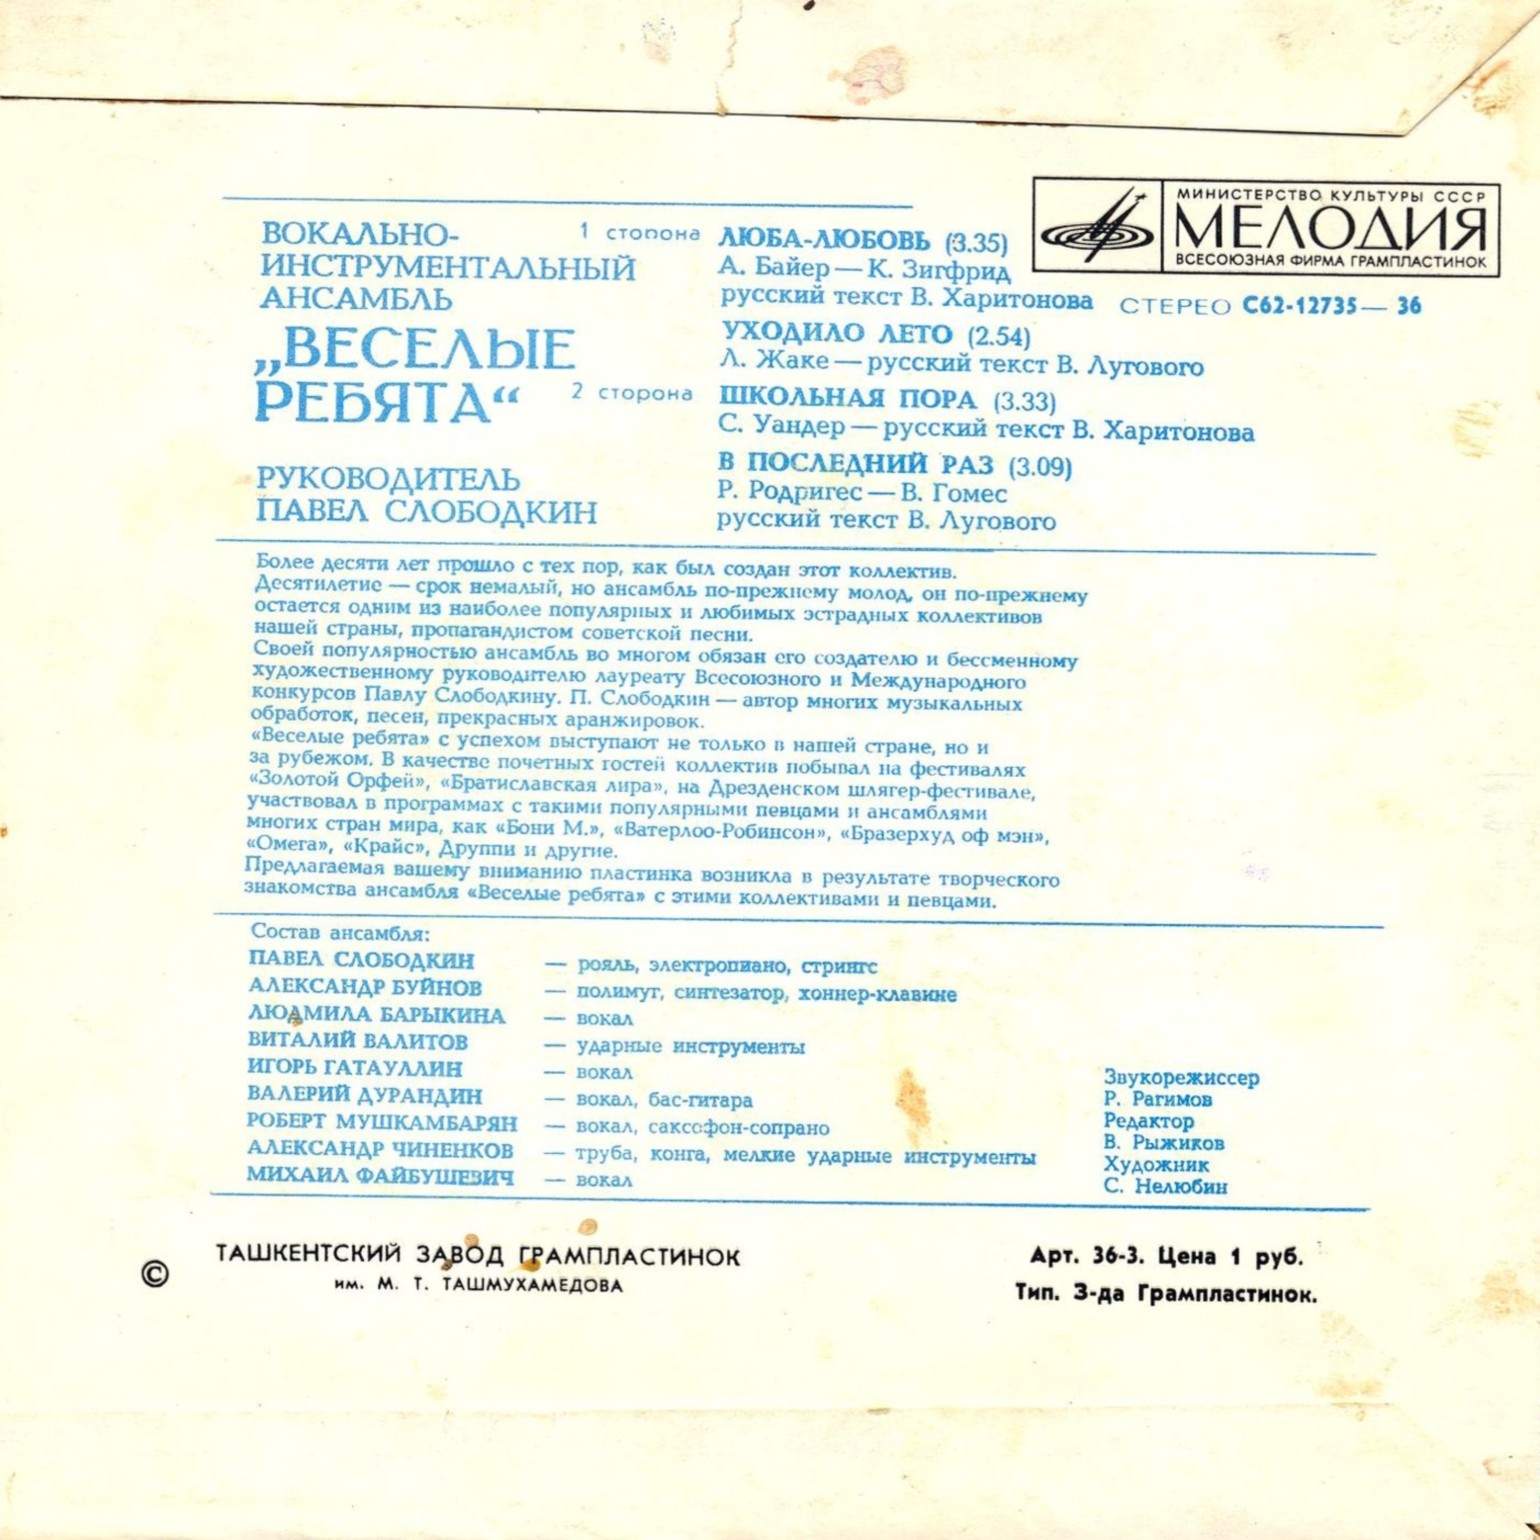 МИНИСТЕРСТВО КУЛЬТУРЫ СССР
МЕЛОДИЯ
ВСЕСОЮЗНАЯ ФИРМА ГРАМПЛАСТИНОК
СТЕРЕО С62-12735— 36
ВОКАЛЬНО-
ИНСТРУМЕНТАЛЬНЫЙ
АНСАМБЛЬ
„ВЕСЕЛЫЕ
РЕБЯТА“
РУКОВОДИТЕЛЬ
ПАВЕЛ СЛОБОДКИН
1 сторона ЛЮБА-ЛЮБОВЬ (3.35)
А. Байер — К. Зигфрид
русский текст В. Харитонова
УХОДИЛО ЛЕТО (2.54)
Л. Жаке — русский текст В. Лугового
2 сторона ШКОЛЬНАЯ ПОРА (3.33)
С. Уандер — русский текст В. Харитонова
В ПОСЛЕДНИЙ РАЗ (3.09)
Р. Родригес — В. Гомес
русский текст В. Лугового
Более десяти лет прошло с тех пор, как был создан этот коллектив.
Десятилетие — срок немалый, но ансамбль по-прежнему молод, он по-прежнему
остается одним из наиболее популярных и любимых эстрадных коллективов
нашей страны, пропагандистом советской песни.
Своей популярностью ансамбль во многом обязан его создателю и бессменному
художественному руководителю лауреату Всесоюзного и Международного
конкурсов Павлу Слободкину. П. Слободкин — автор многих музыкальных
обработок, песен, прекрасных аранжировок.
«Веселые ребята» с успехом выступают не только в нашей стране, но и
за рубежом. В качестве почетных гостей коллектив побывал на фестивалях
«Золотой Орфей», «Братиславская лира», на Дрезденском шлягер-фестивале,
участвовал в программах с такими популярными певцами и ансамблями
многих стран мира, как «Бони М.», «Ватерлоо-Робинсон», «Бразерхуд оф мэн»,
«Омега», «Крайс», Друппи и другие.
Предлагаемая вашему вниманию пластинка возникла в результате творческого
знакомства ансамбля «Веселые ребята» с этими коллективами и певцами.
Состав ансамбля:
ПАВЕЛ СЛОБОДКИН — рояль, электропиано, стрингс
АЛЕКСАНДР БУЙНОВ — полимуг, синтезатор, хоннер-клавине
ЛЮДМИЛА БАРЫКИНА — вокал
ВИТАЛИЙ ВАЛИТОВ — ударные инструменты
ИГОРЬ ГАТАУЛЛИН — вокал
ВАЛЕРИЙ ДУРАНДИН — вокал, бас-гитара
РОБЕРТ МУШКАМБАРЯН — вокал, саксофон-сопрано
АЛЕКСАНДР ЧИНЕНКОВ — труба, конга, мелкие ударные инструменты
МИХАИЛ ФАЙБУШЕВИЧ — вокал
Звукорежиссер
Р. Рагимов
Редактор
В. Рыжиков
Художник
С. Нелюбин
© ТАШКЕНТСКИЙ ЗАВОД ГРАМПЛАСТИНОК
им. М. Т. ТАШМУХАМЕДОВА
Арт. 36-3. Цена 1 руб.
Тип. З-да Грампластинок.